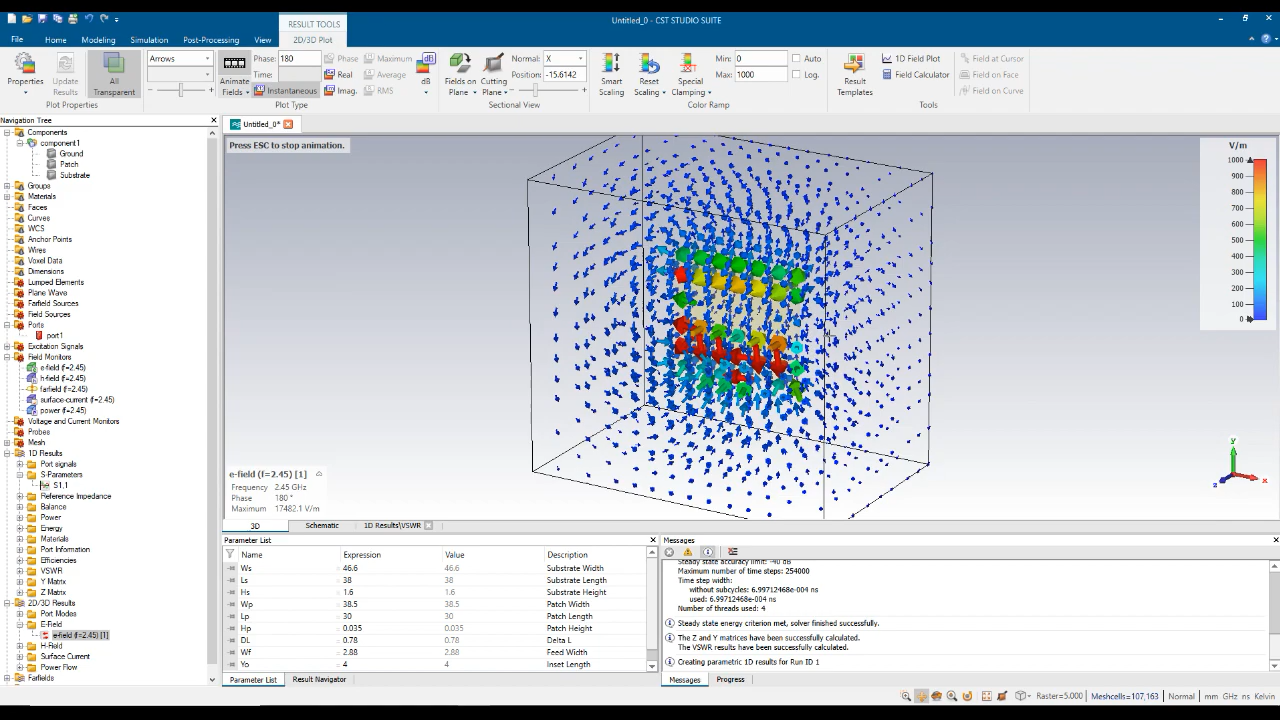 RESULT TOOLS
Untitled_0 - CST STUDIO SUITE
File Home Modeling Simulation Post-Processing View 2D/3D Plot
Properties
Update Results
All Transparent
Arrows
Plot Properties
Animate Fields
Phase: 180
Time:
Phase Maximum
Real Average
Instantaneous Imag. RMS
dB
Plot Type
Fields on Plane
Cutting Plane
Normal: X
Position: -15.6142
Sectional View
Smart Scaling
Reset Scaling
Special Clamping
Min: 0 Auto
Max: 1000 Log.
Color Ramp
Result Templates
1D Field Plot
Field Calculator
Field at Cursor
Field on Face
Field on Curve
Tools
Navigation Tree
Components
component1
Ground
Patch
Substrate
Groups
Materials
Faces
Curves
WCS
Anchor Points
Wires
Voxel Data
Dimensions
Lumped Elements
Plane Wave
Farfield Sources
Field Sources
Ports
port1
Excitation Signals
Field Monitors
e-field (f=2.45)
h-field (f=2.45)
farfield (f=2.45)
surface-current (f=2.45)
power (f=2.45)
Voltage and Current Monitors
Probes
Mesh
1D Results
Port signals
S-Parameters
S1,1
Reference Impedance
Balance
Power
Energy
Materials
Port Information
Efficiencies
VSWR
Y Matrix
Z Matrix
2D/3D Results
Port Modes
E-Field
e-field (f=2.45) [1]
H-Field
Surface Current
Power Flow
Farfields
Untitled_0*
Press ESC to stop animation.
V/m
1000
900
800
700
600
500
400
300
200
100
0
y
z x
e-field (f=2.45) [1]
Frequency 2.45 GHz
Phase 180 °
Maximum 17482.1 V/m
3D Schematic 1D Results\VSWR
Parameter List
Name Expression Value Description
Ws = 46.6 46.6 Substrate Width
Ls = 38 38 Substrate Length
Hs = 1.6 1.6 Substrate Height
Wp = 38.5 38.5 Patch Width
Lp = 30 30 Patch Length
Hp = 0.035 0.035 Patch Height
DL = 0.78 0.78 Delta L
Wf = 2.88 2.88 Feed Width
Yo = 4 4 Inset Length
Parameter List Result Navigator
Messages
Steady state accuracy limit: -40 dB
Maximum number of time steps: 254000
Time step width:
without subcycles: 6.99712468e-004 ns
used: 6.99712468e-004 ns
Number of threads used: 4
Steady state energy criterion met, solver finished successfully.
The Z and Y matrices have been successfully calculated.
The VSWR results have been successfully calculated.
Creating parametric 1D results for Run ID 1
Messages Progress
Raster=5.000 Meshcells=107,163 Normal mm GHz ns Kelvin